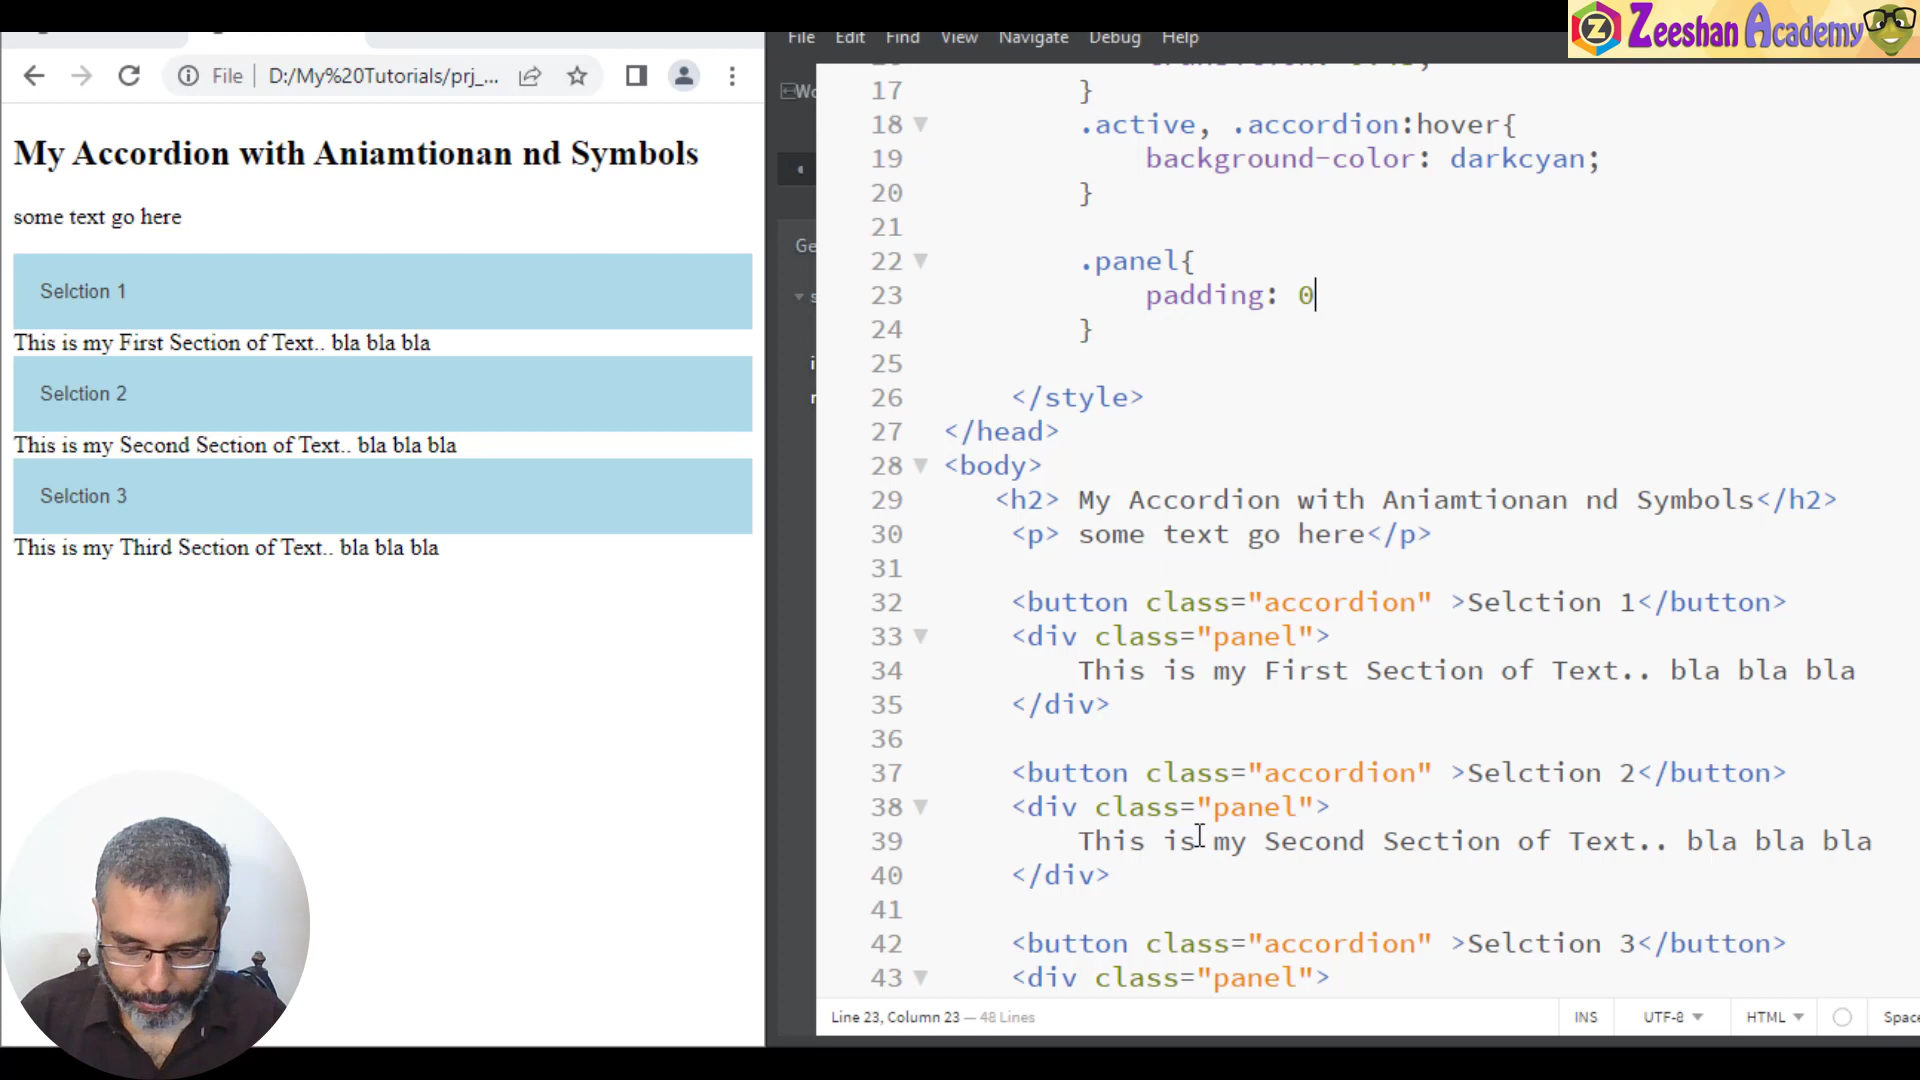 Zeeshan Academy
File Edit Find View Navigate Debug Help
File D:/My%20Tutorials/prj_...
My Accordion with Aniamtionan nd Symbols
some text go here
Selction 1
This is my First Section of Text.. bla bla bla
Selction 2
This is my Second Section of Text.. bla bla bla
Selction 3
This is my Third Section of Text.. bla bla bla
Wo
Ge
17 }
18 .active, .accordion:hover{
19 background-color: darkcyan;
20 }
21
22 .panel{
23 padding: 0
24 }
25
26 </style>
27 </head>
28 <body>
29 <h2> My Accordion with Aniamtionan nd Symbols</h2>
30 <p> some text go here</p>
31
32 <button class="accordion" >Selction 1</button>
33 <div class="panel">
34 This is my First Section of Text.. bla bla bla
35 </div>
36
37 <button class="accordion" >Selction 2</button>
38 <div class="panel">
39 This is my Second Section of Text.. bla bla bla
40 </div>
41
42 <button class="accordion" >Selction 3</button>
43 <div class="panel">
Line 23, Column 23 — 48 Lines
INS UTF-8 HTML Space